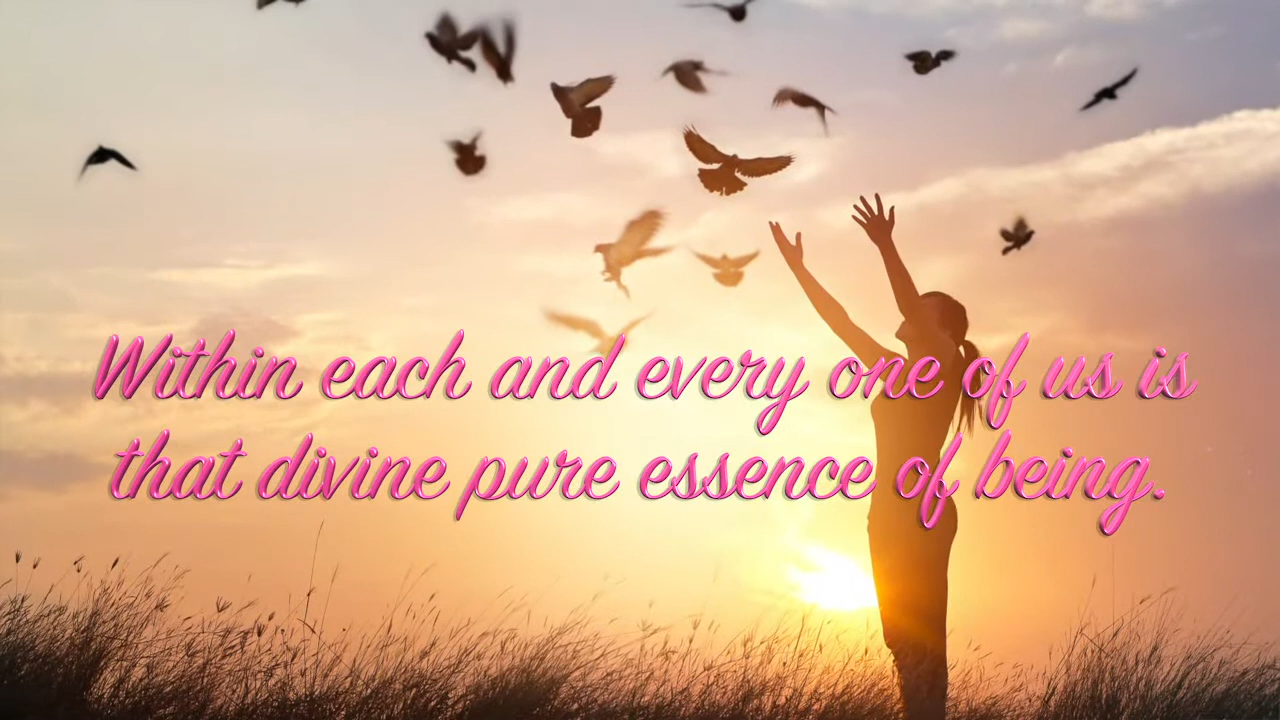 Within each and every one of us is
that divine pure essence of being.